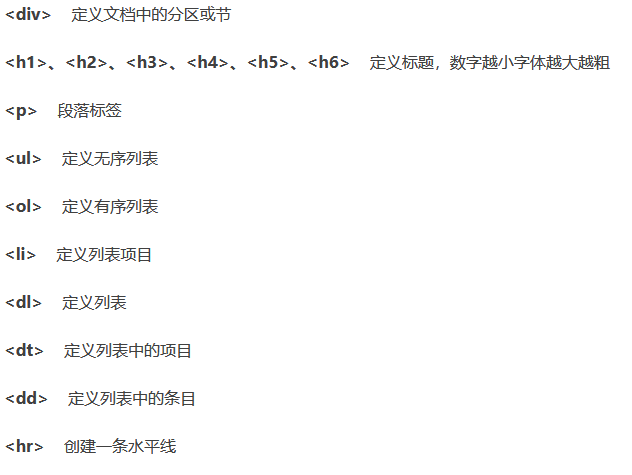 <div> 定义文档中的分区或节
<h1>、<h2>、<h3>、<h4>、<h5>、<h6> 定义标题，数字越小字体越大越粗
<p> 段落标签
<ul> 定义无序列表
<ol> 定义有序列表
<li> 定义列表项目
<dl> 定义列表
<dt> 定义列表中的项目
<dd> 定义列表中的条目
<hr> 创建一条水平线